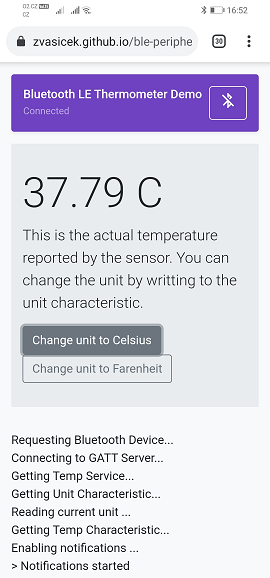 O2.CZ
CZ
16:52
zvasicek.github.io/ble-periphe
30
Bluetooth LE Thermometer Demo
Connected
37.79 C
This is the actual temperature
reported by the sensor. You can
change the unit by writting to the
unit characteristic.
Change unit to Celsius
Change unit to Farenheit
Requesting Bluetooth Device...
Connecting to GATT Server...
Getting Temp Service...
Getting Unit Characteristic...
Reading current unit ...
Getting Temp Characteristic...
Enabling notifications ...
> Notifications started